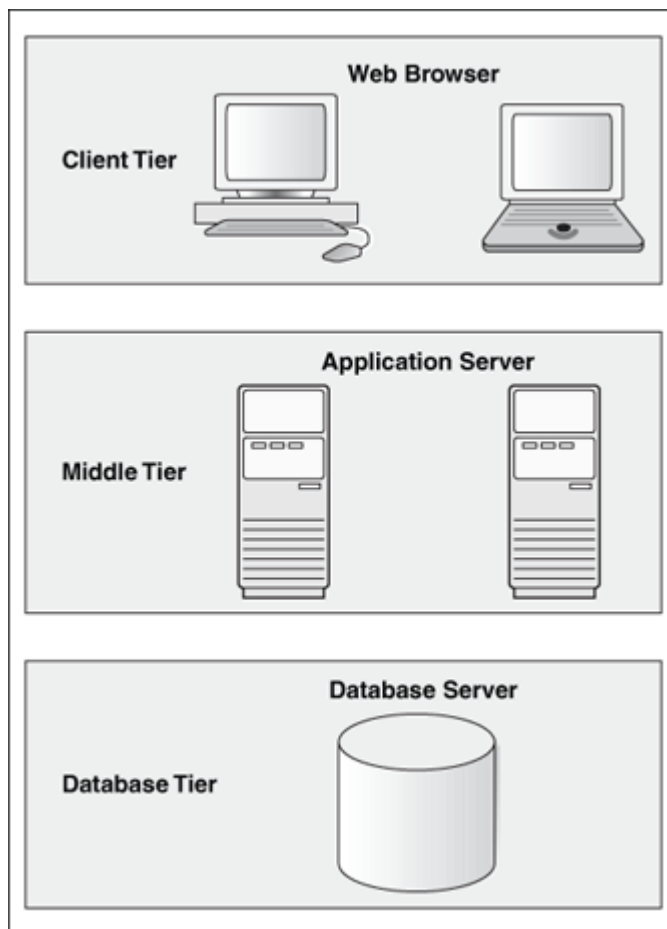 Web Browser
Client Tier
Application Server
Middle Tier
Database Server
Database Tier